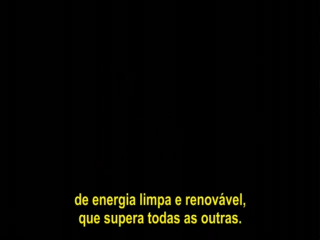 de energia limpa e renovável,
que supera todas as outras.